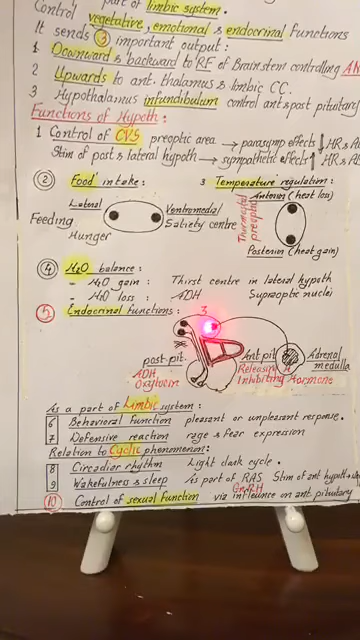 part of limbic system.
Control vegetative, emotional & endocrinal functions
It sends 3 important output:
1 Downward & backward to RF of Brainstem controlling AN
2 Upwards to ant. thalamus & limbic CC.
3 Hypothalamus infundibulum control ant & post pituitary
Functions of Hypoth:
1 Control of CVS preoptic area → parasymp effects ↓ HR &
Stim of post & lateral hypoth → sympathetic effects ↑ HR &
2 Food intake:
3 Temperature regulation:
Lateral
Feeding
Hunger
Ventromedial
Satiety centre
Anterior (heat loss)
Thermostat
preoptic
Posterior (heat gain)
4 H2O balance:
- H2O gain: Thirst centre in lateral hypoth
- H2O loss: ADH Supraoptic nuclei
5 Endocrinal functions:
3
post pit.
ADH
Oxytocin
Ant pit
Releasing &
Inhibiting Hormone
Adrenal
medulla
As a part of Limbic system:
6 Behavioral function pleasant or unpleasant response.
7 Defensive reaction rage & fear expression
Relation to Cyclic phenomenon:
8 Circadian rhythm Light dark cycle.
9 Wakefulness & sleep As part of RAS Stim of ant hypoth →
GnRH
10 Control of sexual function via influence on ant pituitary